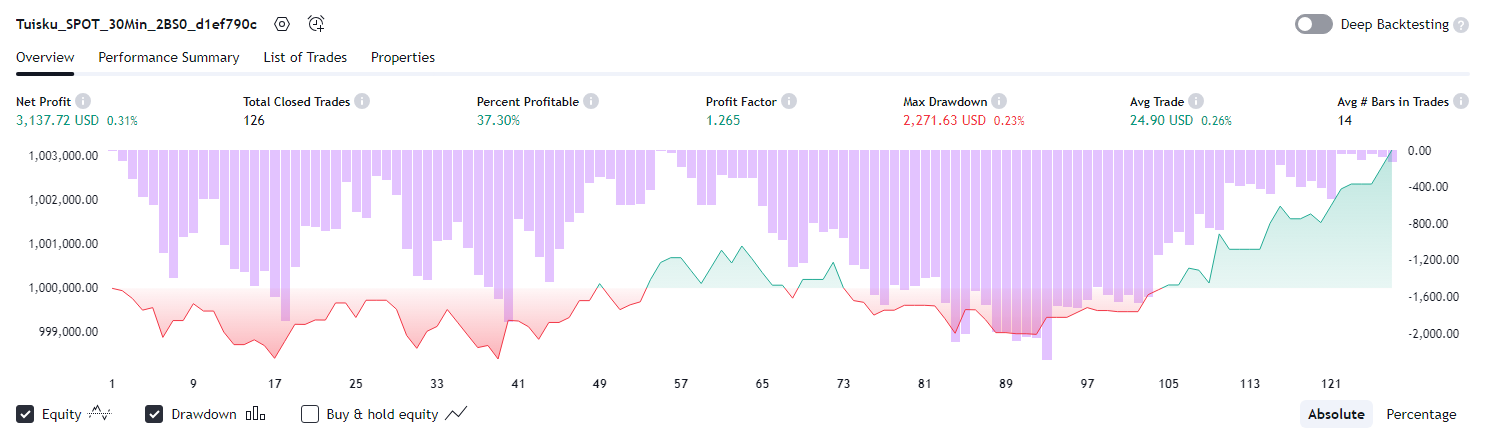 Tuisku_SPOT_30Min_2BS0_d1ef790c Deep Backtesting ?
Overview Performance Summary List of Trades Properties
Net Profit i Total Closed Trades i Percent Profitable i Profit Factor i Max Drawdown i Avg Trade i Avg # Bars in Trades i
3,137.72 USD 0.31% 126 37.30% 1.265 2,271.63 USD 0.23% 24.90 USD 0.26% 14
1,003,000.00 0.00
1,002,000.00 -400.00
1,001,000.00 -800.00
1,000,000.00 -1,200.00
999,000.00 -1,600.00
-2,000.00
1 9 17 25 33 41 49 57 65 73 81 89 97 105 113 121
Equity Drawdown Buy & hold equity Absolute Percentage